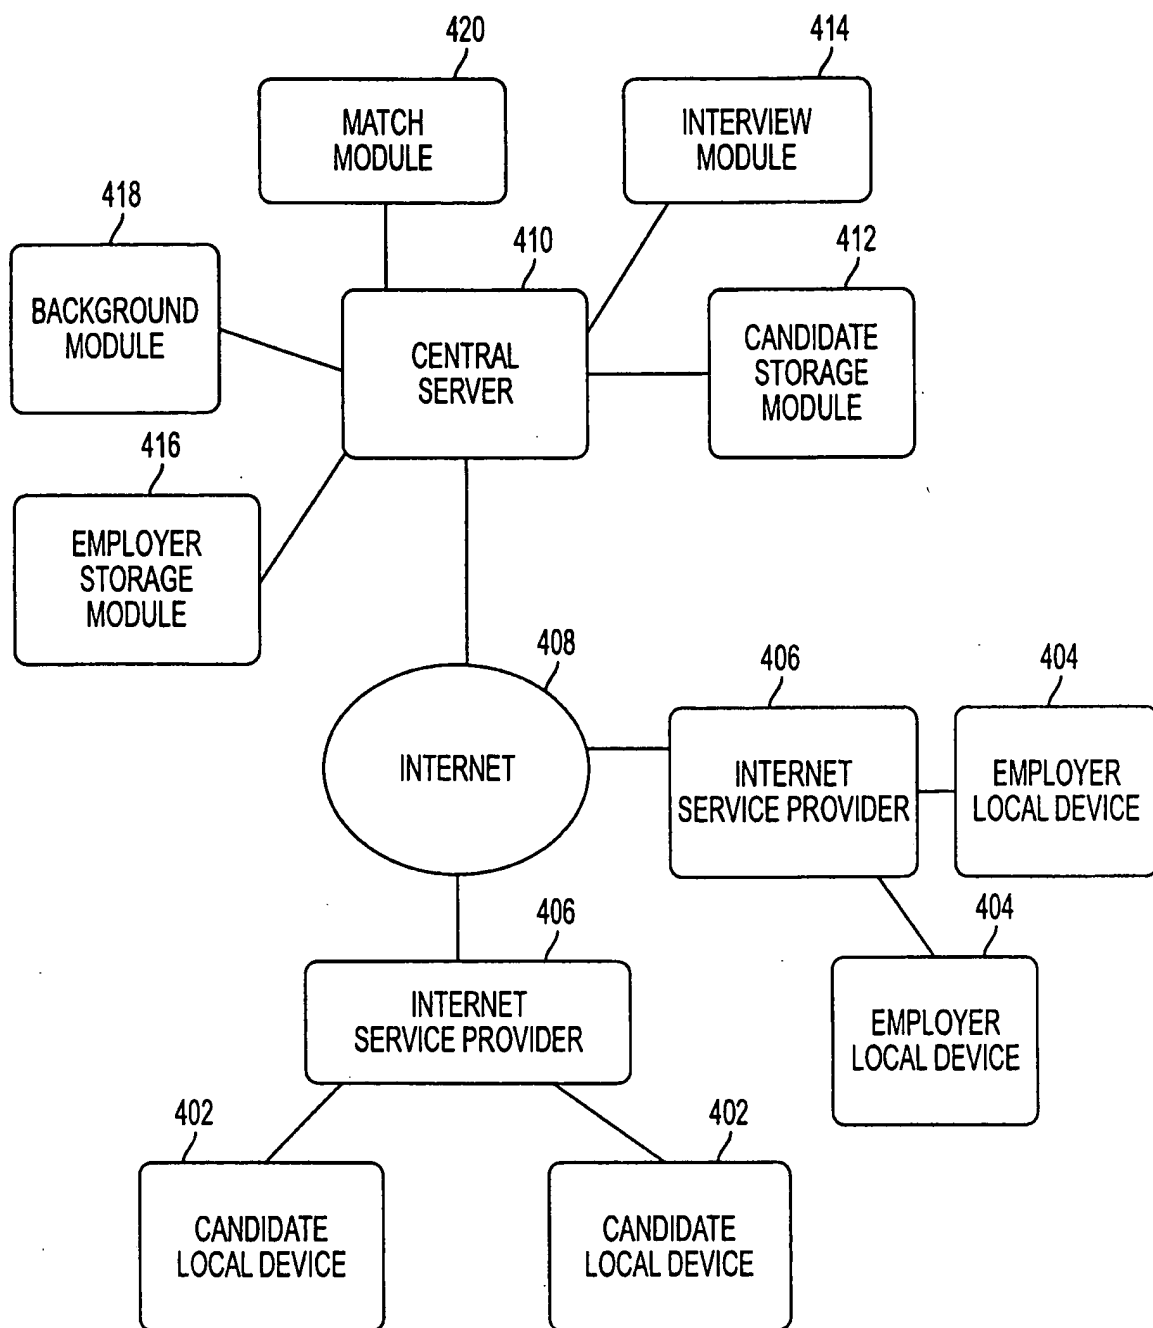 420
MATCH
MODULE
414
INTERVIEW
MODULE
418
BACKGROUND
MODULE
410
CENTRAL
SERVER
412
CANDIDATE
STORAGE
MODULE
416
EMPLOYER
STORAGE
MODULE
408
INTERNET
406
INTERNET
SERVICE PROVIDER
404
EMPLOYER
LOCAL DEVICE
404
EMPLOYER
LOCAL DEVICE
406
INTERNET
SERVICE PROVIDER
402
CANDIDATE
LOCAL DEVICE
402
CANDIDATE
LOCAL DEVICE